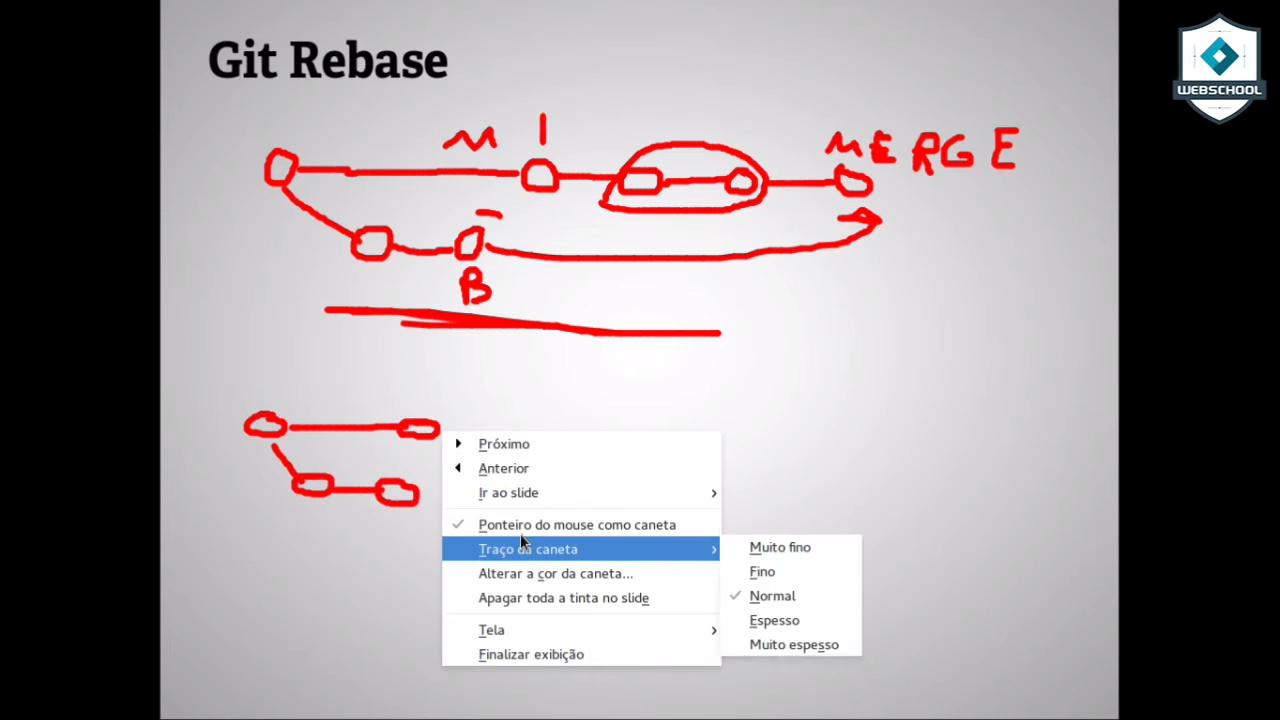 Git Rebase
WEBSCHOOL
M I MERGE
B
Próximo
Anterior
Ir ao slide
Ponteiro do mouse como caneta
Traço da caneta
Alterar a cor da caneta...
Apagar toda a tinta no slide
Tela
Finalizar exibição
Muito fino
Fino
Normal
Espesso
Muito espesso